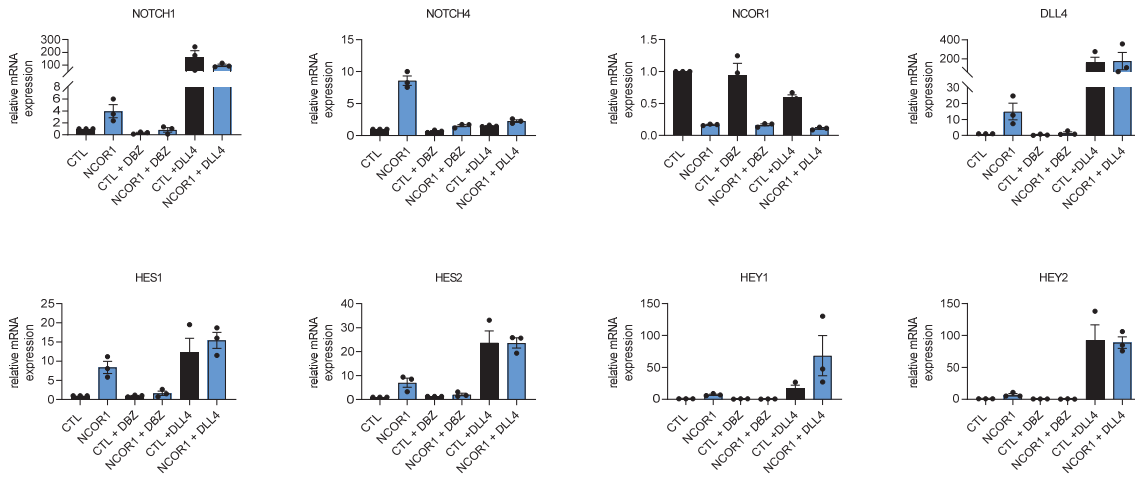 NOTCH1
relative mRNA
expression
300
200
100
8
6
4
2
0
CTL
NCOR1
CTL + DBZ
NCOR1 + DBZ
CTL +DLL4
NCOR1 + DLL4
NOTCH4
relative mRNA
expression
15
10
5
0
CTL
NCOR1
CTL + DBZ
NCOR1 + DBZ
CTL +DLL4
NCOR1 + DLL4
NCOR1
relative mRNA
expression
1.5
1.0
0.5
0.0
CTL
NCOR1
CTL + DBZ
NCOR1 + DBZ
CTL +DLL4
NCOR1 + DLL4
DLL4
relative mRNA
expression
400
200
30
20
10
0
CTL
NCOR1
CTL + DBZ
NCOR1 + DBZ
CTL +DLL4
NCOR1 + DLL4
HES1
relative mRNA
expression
25
20
15
10
5
0
CTL
NCOR1
CTL + DBZ
NCOR1 + DBZ
CTL +DLL4
NCOR1 + DLL4
HES2
relative mRNA
expression
40
30
20
10
0
CTL
NCOR1
CTL + DBZ
NCOR1 + DBZ
CTL +DLL4
NCOR1 + DLL4
HEY1
relative mRNA
expression
150
100
50
0
CTL
NCOR1
CTL + DBZ
NCOR1 + DBZ
CTL +DLL4
NCOR1 + DLL4
HEY2
relative mRNA
expression
150
100
50
0
CTL
NCOR1
CTL + DBZ
NCOR1 + DBZ
CTL +DLL4
NCOR1 + DLL4